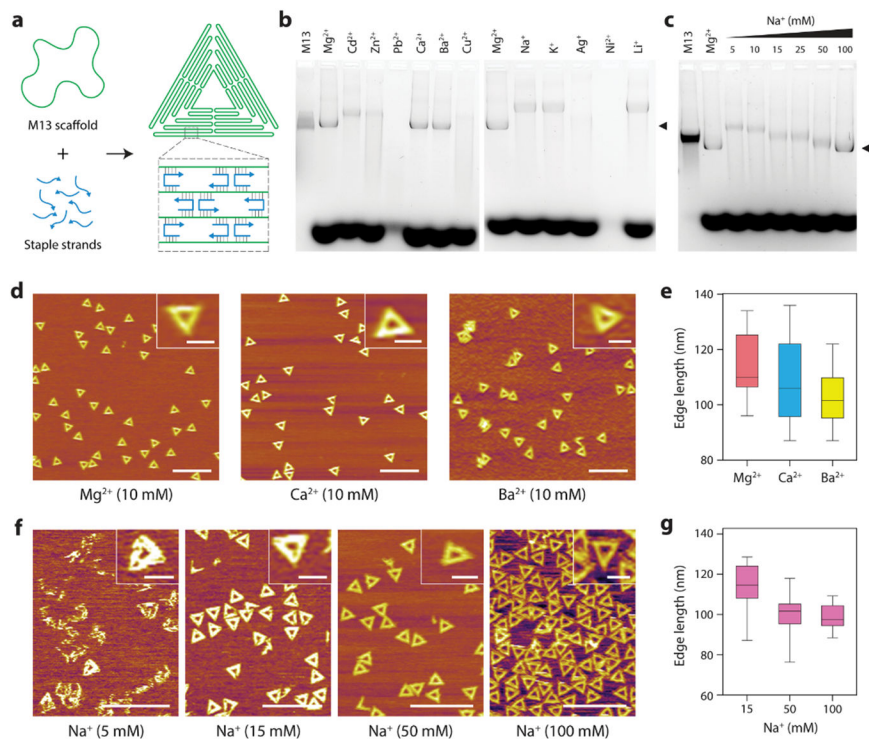 a
M13 scaffold
+
Staple strands
b
M13
Mg²⁺
Cd²⁺
Zn²⁺
Pb²⁺
Ca²⁺
Ba²⁺
Cu²⁺
Mg²⁺
Na⁺
K⁺
Ag⁺
Ni²⁺
Li⁺
c
Na⁺ (mM)
M13
Mg²⁺
5 10 15 25 50 100
d
Mg²⁺ (10 mM)
Ca²⁺ (10 mM)
Ba²⁺ (10 mM)
e
Edge length (nm)
140
120
100
80
Mg²⁺ Ca²⁺ Ba²⁺
f
Na⁺ (5 mM)
Na⁺ (15 mM)
Na⁺ (50 mM)
Na⁺ (100 mM)
g
Edge length (nm)
140
120
100
80
60
15 50 100
Na⁺ (mM)